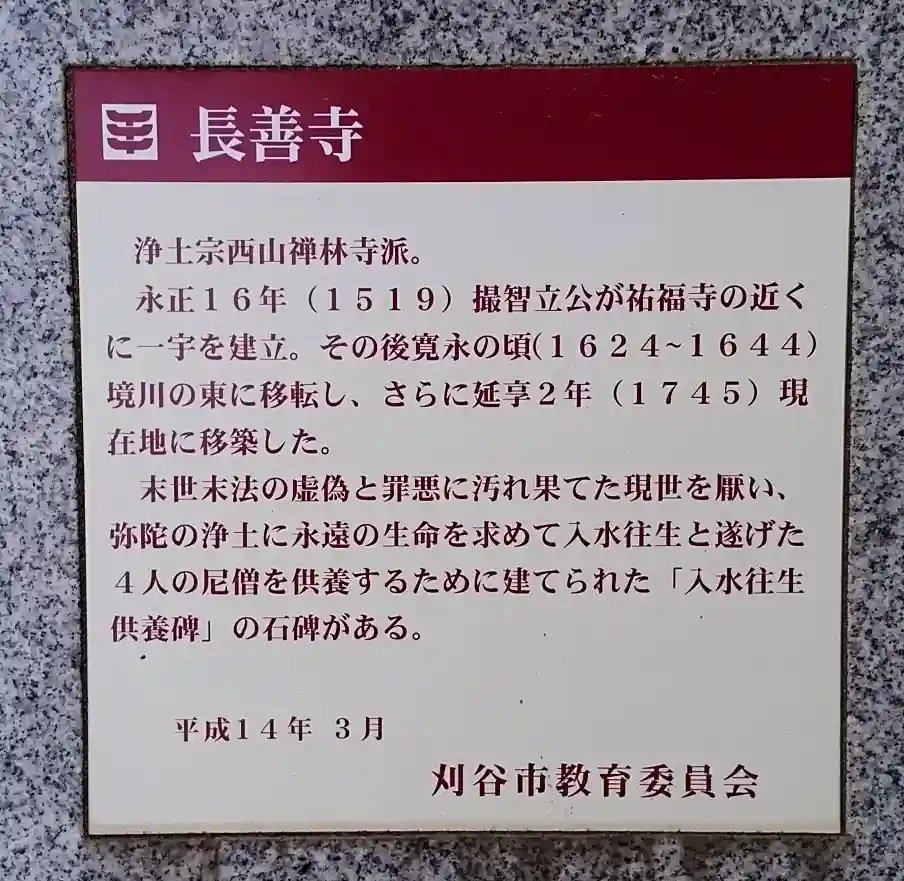 長善寺
浄土宗西山禅林寺派。
永正１６年（１５１９）撮智立公が祐福寺の近く
に一宇を建立。その後寛永の頃(１６２４~１６４４)
境川の東に移転し、さらに延享２年（１７４５）現
在地に移築した。
末世末法の虚偽と罪悪に汚れ果てた現世を厭い、
弥陀の浄土に永遠の生命を求めて入水往生と遂げた
４人の尼僧を供養するために建てられた「入水往生
供養碑」の石碑がある。
平成１４年 ３月
刈谷市教育委員会